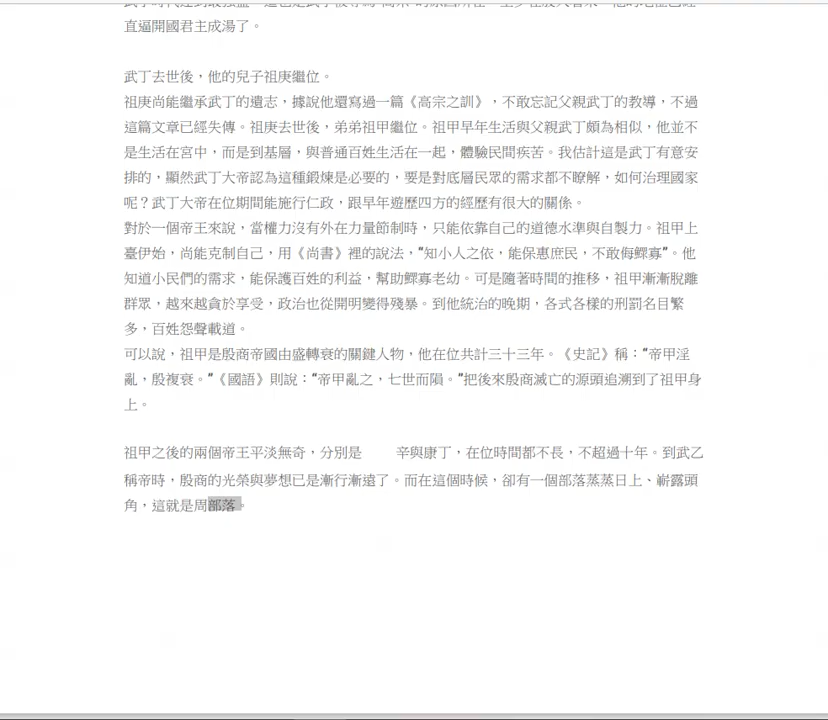 直逼開國君主成湯了。
武丁去世後，他的兒子祖庚繼位。
祖庚尚能繼承武丁的遺志，據說他還寫過一篇《高宗之訓》，不敢忘記父親武丁的教導，不過
這篇文章已經失傳。祖庚去世後，弟弟祖甲繼位。祖甲早年生活與父親武丁頗為相似，他並不
是生活在宮中，而是到基層，與普通百姓生活在一起，體驗民間疾苦。我估計這是武丁有意安
排的，顯然武丁大帝認為這種鍛煉是必要的，要是對底層民眾的需求都不瞭解，如何治理國家
呢？武丁大帝在位期間能施行仁政，跟早年遊歷四方的經歷有很大的關係。
對於一個帝王來說，當權力沒有外在力量節制時，只能依靠自己的道德水準與自製力。祖甲上
臺伊始，尚能克制自己，用《尚書》裡的說法，“知小人之依，能保惠庶民，不敢侮鰥寡”。他
知道小民們的需求，能保護百姓的利益，幫助鰥寡老幼。可是隨著時間的推移，祖甲漸漸脫離
群眾，越來越貪於享受，政治也從開明變得殘暴。到他統治的晚期，各式各樣的刑罰名目繁
多，百姓怨聲載道。
可以說，祖甲是殷商帝國由盛轉衰的關鍵人物，他在位共計三十三年。《史記》稱：“帝甲淫
亂，殷複衰。”《國語》則說：“帝甲亂之，七世而隕。”把後來殷商滅亡的源頭追溯到了祖甲身
上。
祖甲之後的兩個帝王平淡無奇，分別是 辛與康丁，在位時間都不長，不超過十年。到武乙
稱帝時，殷商的光榮與夢想已是漸行漸遠了。而在這個時候，卻有一個部落蒸蒸日上、嶄露頭
角，這就是周部落。